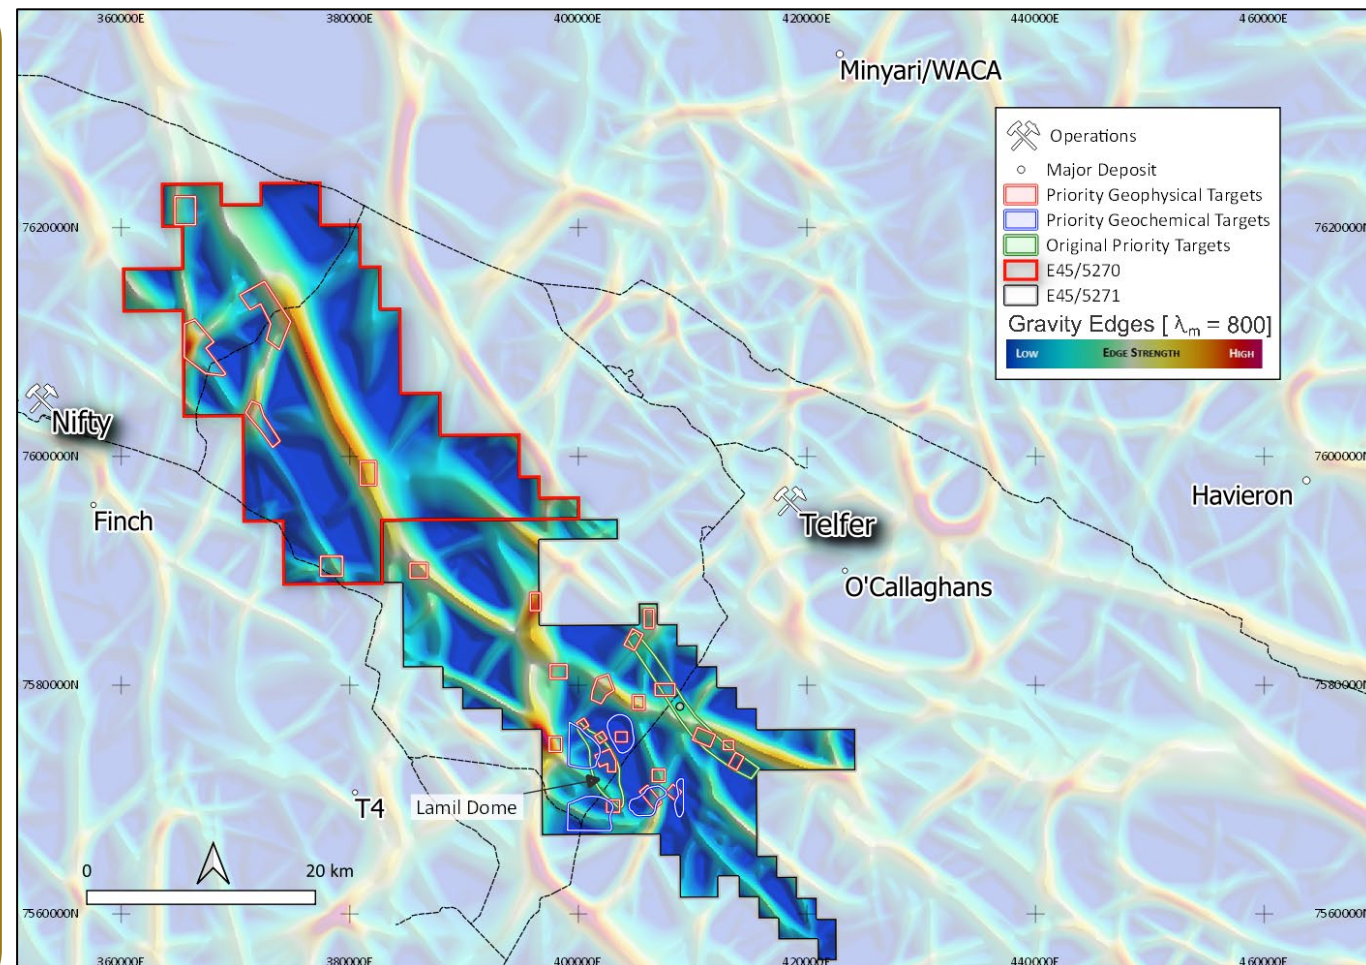 360000E 380000E 400000E 420000E 440000E 460000E
Minyari/WACA
Operations
Major Deposit
Priority Geophysical Targets
Priority Geochemical Targets
Original Priority Targets
E45/5270
E45/5271
Gravity Edges [ λm = 800]
LOW EDGE STRENGTH HIGH
7620000N 7620000N
Nifty
7600000N 7600000N
Havieron
Finch
Telfer
O'Callaghans
7580000N 7580000N
T4
Lamil Dome
0 20 km
7560000N 7560000N
360000E 380000E 400000E 420000E 440000E 460000E